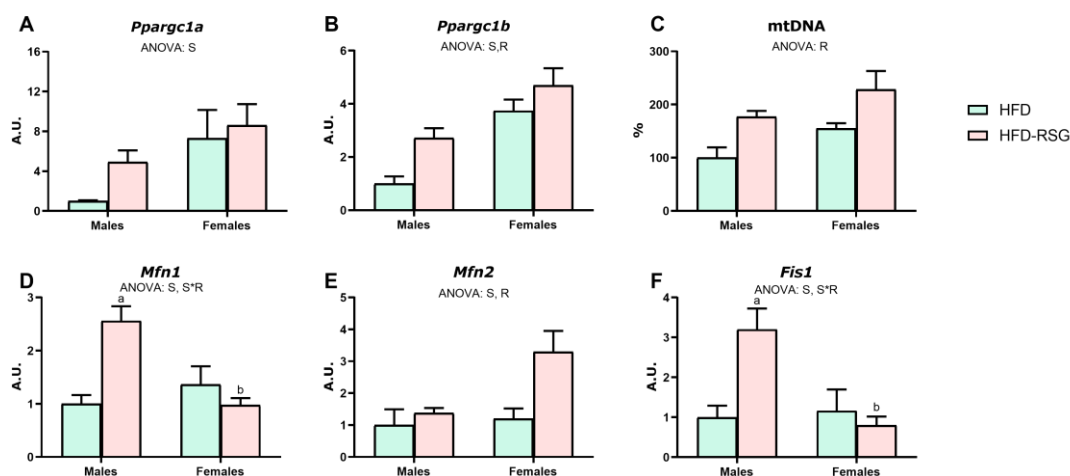 A
Ppargc1a
ANOVA: S
16
12
8
4
0
A.U.
Males
Females
B
Ppargc1b
ANOVA: S,R
6
4
2
0
A.U.
Males
Females
C
mtDNA
ANOVA: R
300
200
100
0
%
Males
Females
HFD
HFD-RSG
D
Mfn1
ANOVA: S, S*R
3
2
1
0
A.U.
a
b
Males
Females
E
Mfn2
ANOVA: S, R
5
4
3
2
1
0
A.U.
Males
Females
F
Fis1
ANOVA: S, S*R
4
3
2
1
0
A.U.
a
b
Males
Females